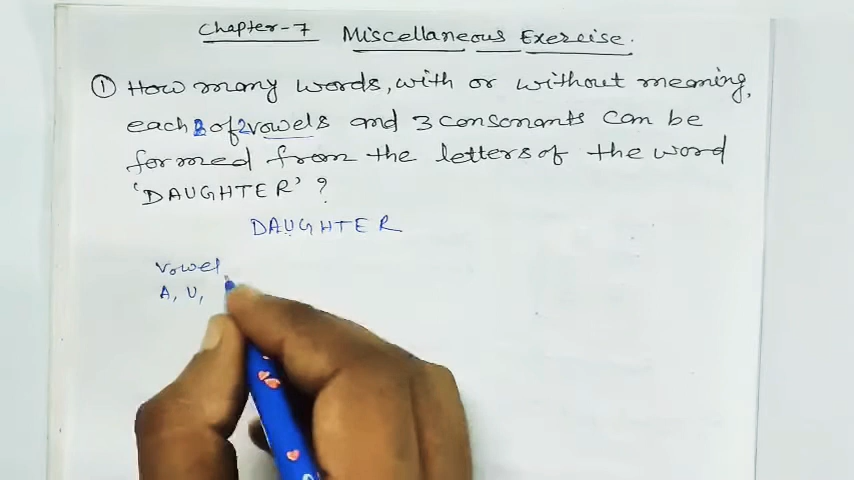 Chapter-7 Miscellaneous Exercise.
① How many words, with or without meaning,
each of 2 vowels and 3 consonants can be
formed from the letters of the word
'DAUGHTER' ?
DAUGHTER
Vowel
A, U,